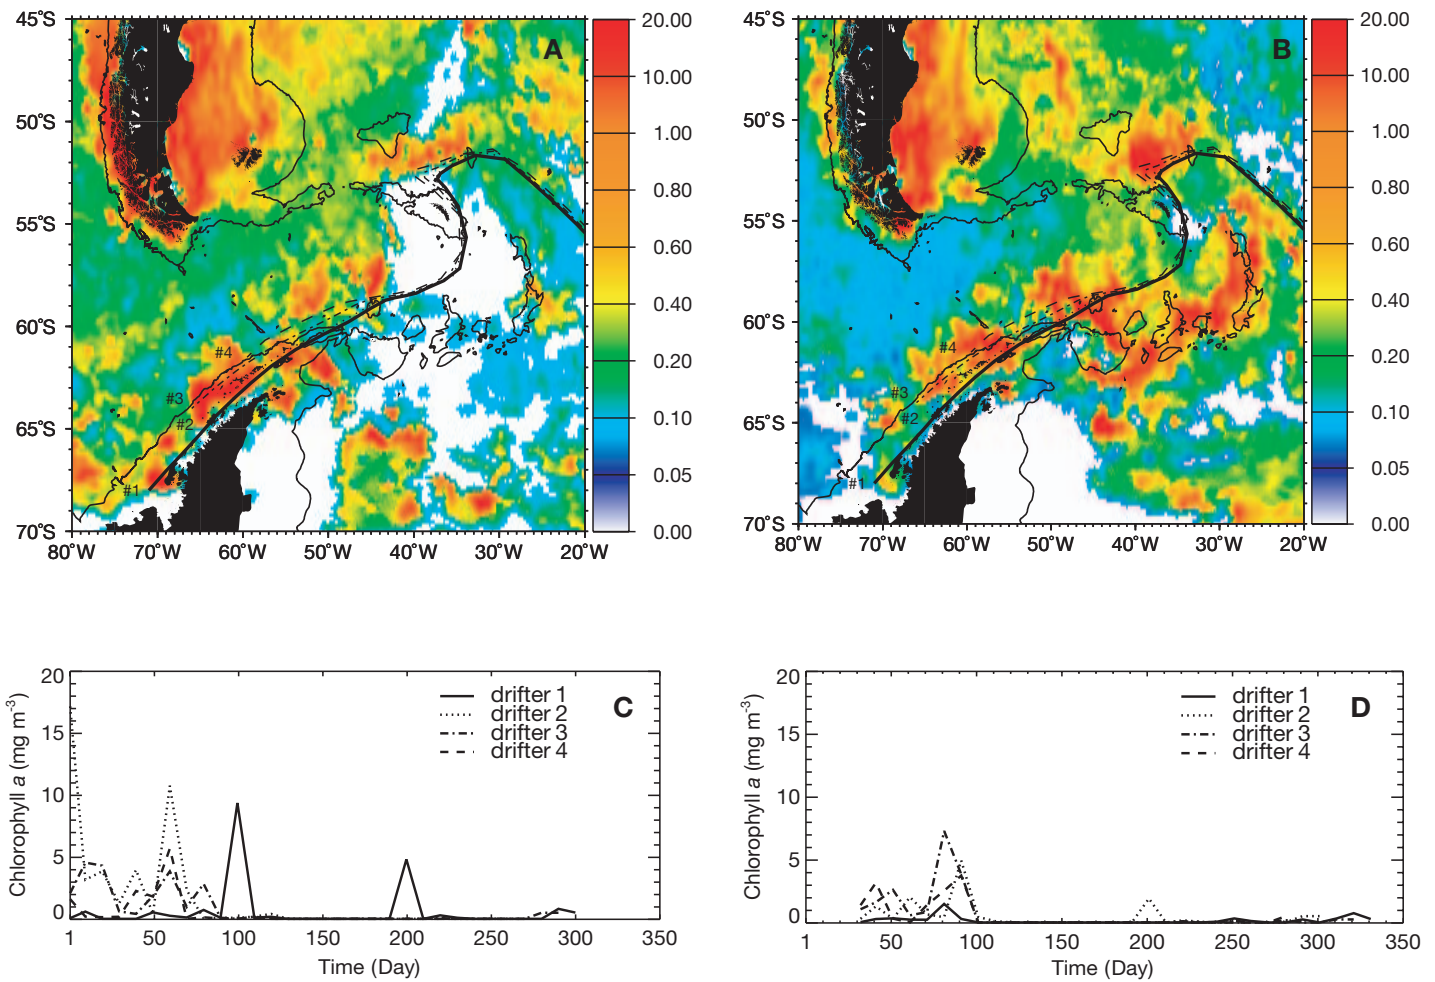 45°S
50°S
55°S
60°S
65°S
70°S
80°W
70°W
60°W
50°W
40°W
30°W
20°W
A
#4
#3
#2
#1
20.00
10.00
1.00
0.80
0.60
0.40
0.20
0.10
0.05
0.00
45°S
50°S
55°S
60°S
65°S
70°S
80°W
70°W
60°W
50°W
40°W
30°W
20°W
B
#4
#3
#2
#1
20.00
10.00
1.00
0.80
0.60
0.40
0.20
0.10
0.05
0.00
Chlorophyll a (mg m-3)
20
15
10
5
0
1
50
100
150
200
250
300
350
Time (Day)
drifter 1
drifter 2
drifter 3
drifter 4
C
Chlorophyll a (mg m-3)
20
15
10
5
0
1
50
100
150
200
250
300
350
Time (Day)
drifter 1
drifter 2
drifter 3
drifter 4
D